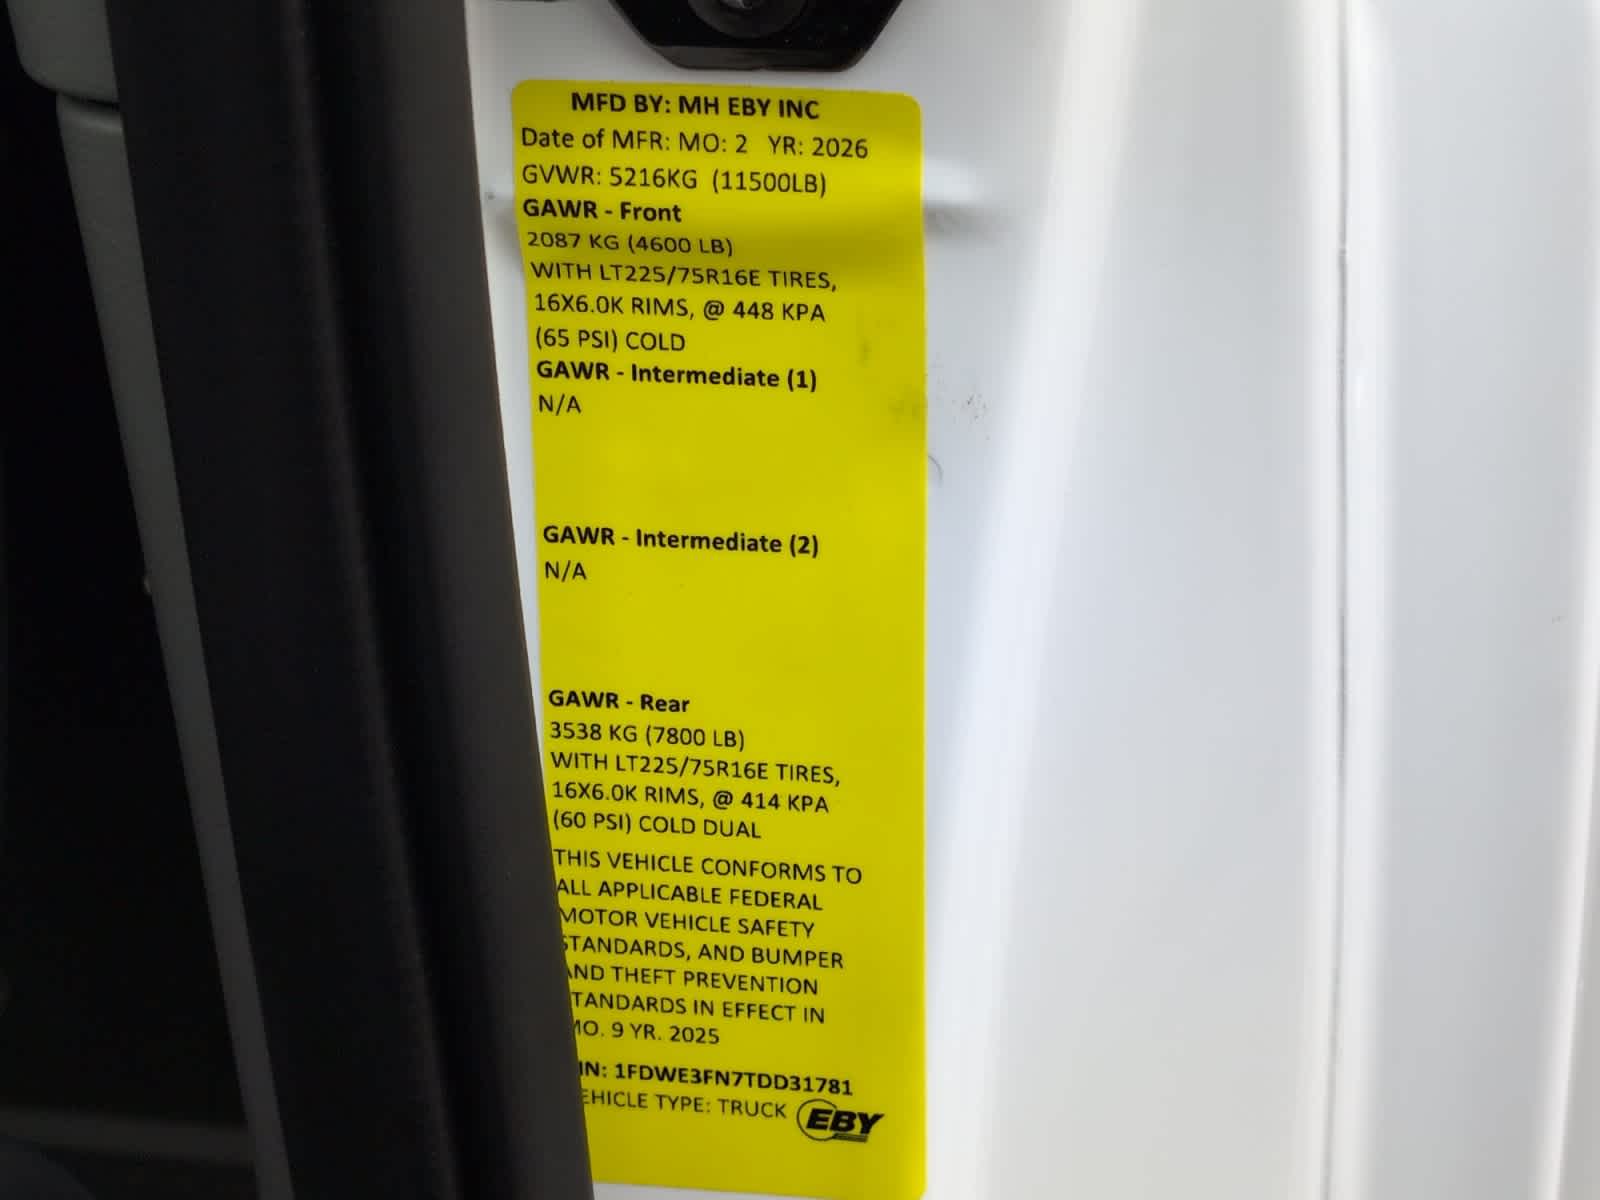 MFD BY: MH EBY INC
Date of MFR: MO: 2 YR: 2026
GVWR: 5216KG (11500LB)
GAWR - Front
2087 KG (4600 LB)
WITH LT225/75R16E TIRES,
16X6.0K RIMS, @ 448 KPA
(65 PSI) COLD
GAWR - Intermediate (1)
N/A
GAWR - Intermediate (2)
N/A
GAWR - Rear
3538 KG (7800 LB)
WITH LT225/75R16E TIRES,
16X6.0K RIMS, @ 414 KPA
(60 PSI) COLD DUAL
THIS VEHICLE CONFORMS TO
ALL APPLICABLE FEDERAL
MOTOR VEHICLE SAFETY
STANDARDS, AND BUMPER
AND THEFT PREVENTION
TANDARDS IN EFFECT IN
MO. 9 YR. 2025
IN: 1FDWE3FN7TDD31781
EHICLE TYPE: TRUCK EBY